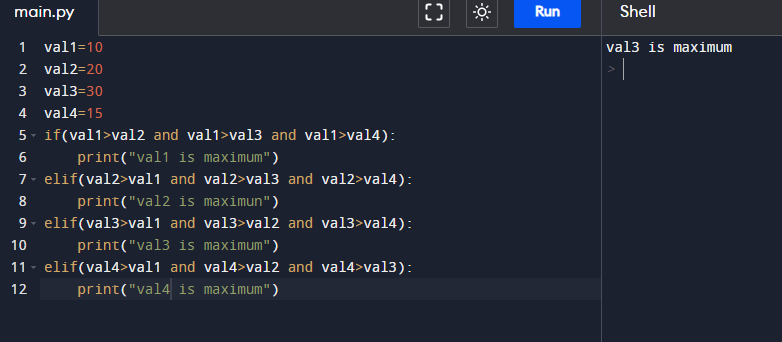 main.py Run Shell
1 val1=10
2 val2=20
3 val3=30
4 val4=15
5 if(val1>val2 and val1>val3 and val1>val4):
6     print("val1 is maximum")
7 elif(val2>val1 and val2>val3 and val2>val4):
8     print("val2 is maximun")
9 elif(val3>val1 and val3>val2 and val3>val4):
10     print("val3 is maximum")
11 elif(val4>val1 and val4>val2 and val4>val3):
12     print("val4 is maximum")
val3 is maximum
>